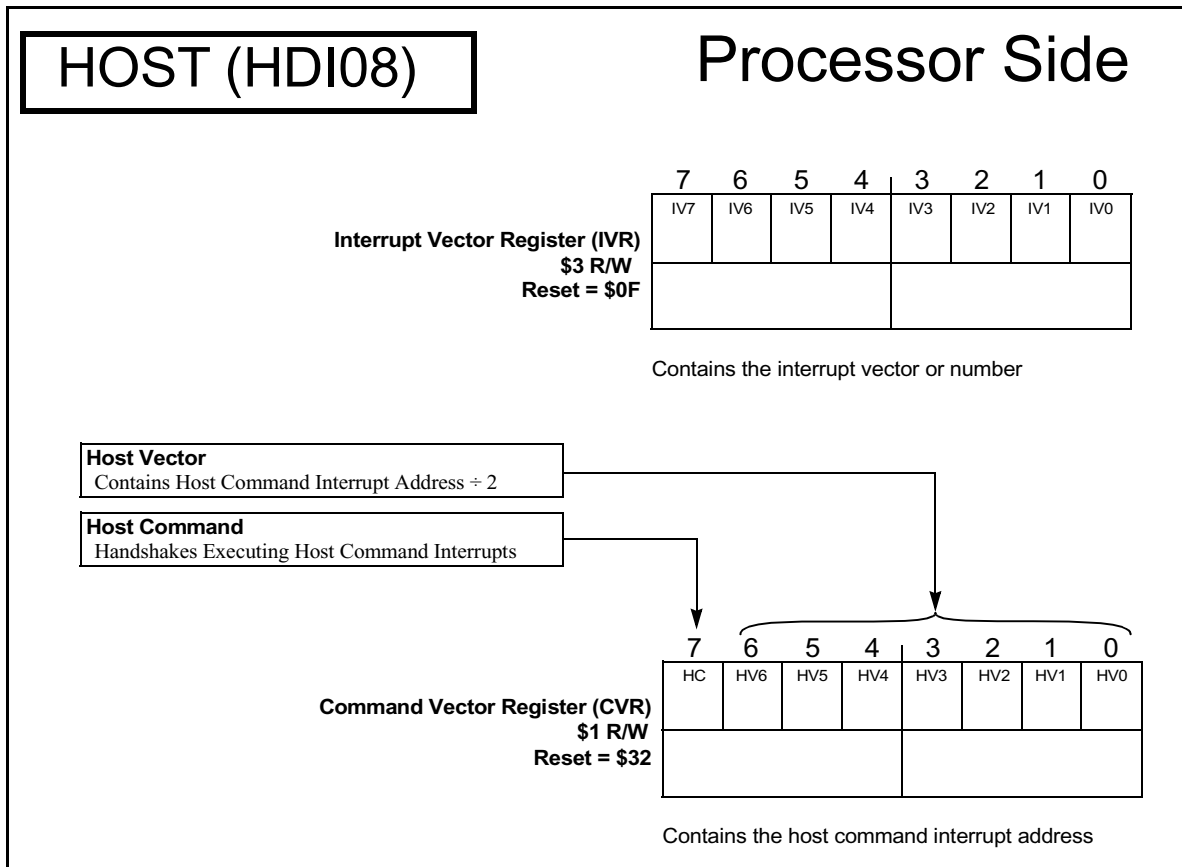 HOST (HDI08)
Processor Side
7 6 5 4 3 2 1 0
IV7 IV6 IV5 IV4 IV3 IV2 IV1 IV0
Interrupt Vector Register (IVR)
$3 R/W
Reset = $0F
Contains the interrupt vector or number
Host Vector
Contains Host Command Interrupt Address ÷ 2
Host Command
Handshakes Executing Host Command Interrupts
7 6 5 4 3 2 1 0
HC HV6 HV5 HV4 HV3 HV2 HV1 HV0
Command Vector Register (CVR)
$1 R/W
Reset = $32
Contains the host command interrupt address